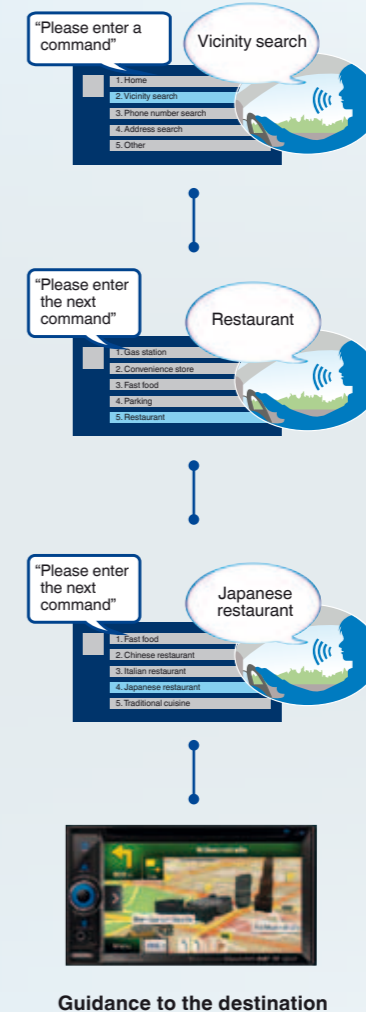 “Please enter a
command”
Vicinity search
1. Home
2. Vicinity search
3. Phone number search
4. Address search
5. Other
“Please enter
the next
command”
Restaurant
1. Gas station
2. Convenience store
3. Fast food
4. Parking
5. Restaurant
“Please enter
the next
command”
Japanese
restaurant
1. Fast food
2. Chinese restaurant
3. Italian restaurant
4. Japanese restaurant
5. Traditional cuisine
Guidance to the destination